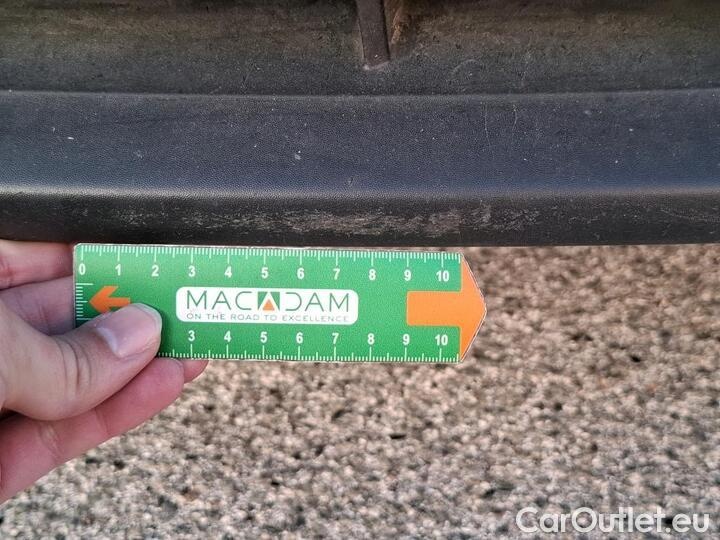 0 1 2 3 4 5 6 7 8 9 10
MACADAM
ON THE ROAD TO EXCELLENCE
3 4 5 6 7 8 9 10
CarOutlet.eu